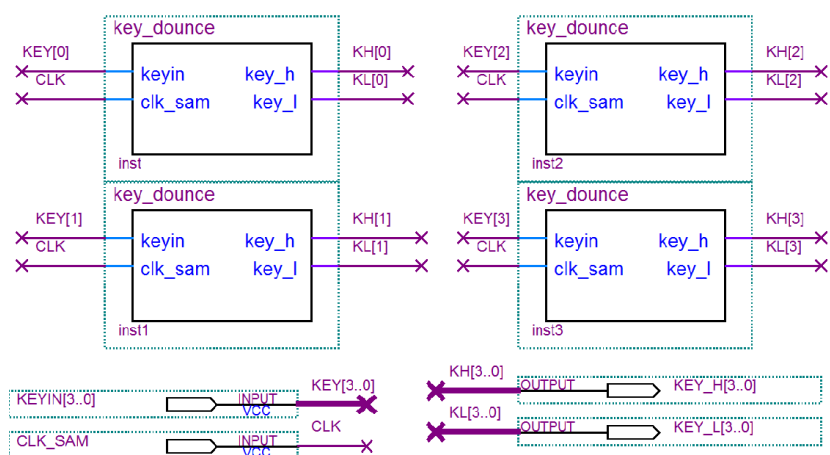 key_dounce
KEY[0]
CLK
keyin
clk_sam
key_h
key_l
KH[0]
KL[0]
inst
key_dounce
KEY[2]
CLK
keyin
clk_sam
key_h
key_l
KH[2]
KL[2]
inst2
key_dounce
KEY[1]
CLK
keyin
clk_sam
key_h
key_l
KH[1]
KL[1]
inst1
key_dounce
KEY[3]
CLK
keyin
clk_sam
key_h
key_l
KH[3]
KL[3]
inst3
KEYIN[3..0]
INPUT
VCC
KEY[3..0]
CLK_SAM
INPUT
VCC
CLK
KH[3..0]
OUTPUT
KEY_H[3..0]
KL[3..0]
OUTPUT
KEY_L[3..0]